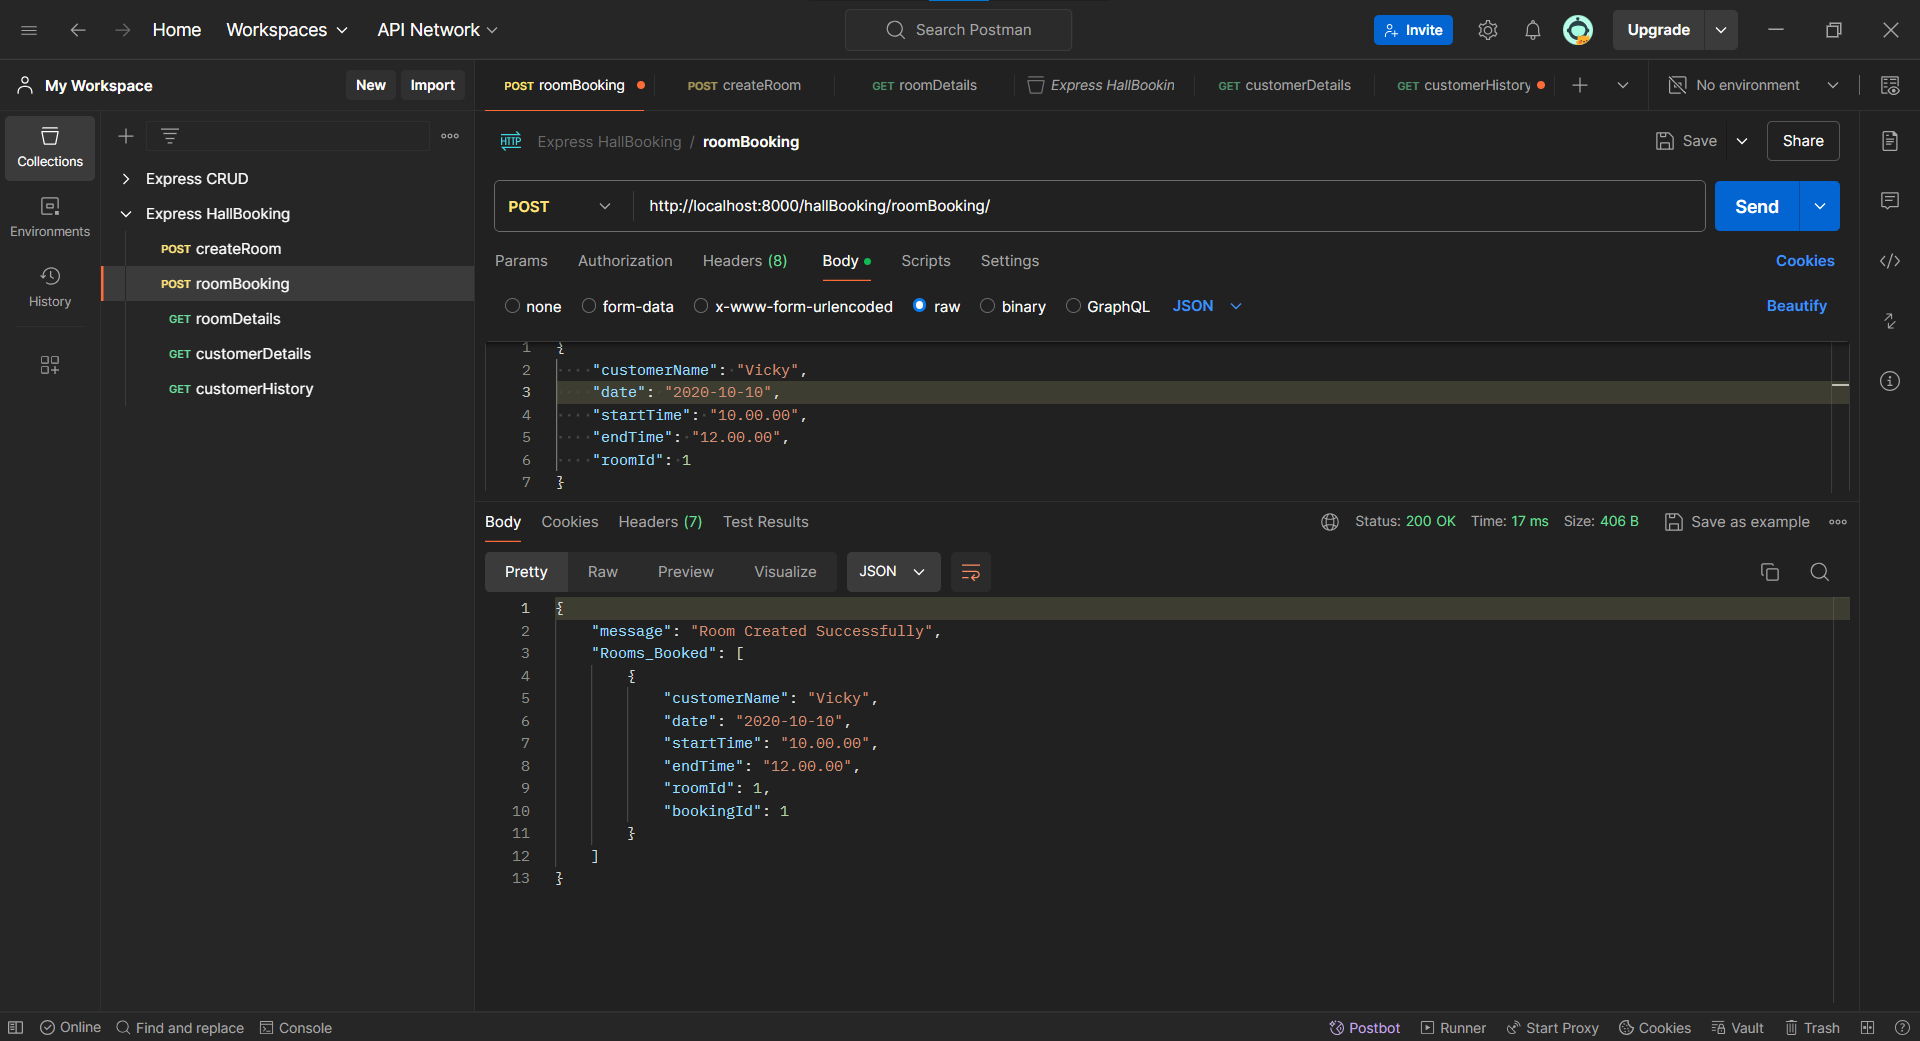 Home Workspaces API Network Search Postman Invite Upgrade
My Workspace New Import
POST roomBooking POST createRoom GET roomDetails Express HallBookin GET customerDetails GET customerHistory No environment
Collections
Environments
History
Express CRUD
Express HallBooking
POST createRoom
POST roomBooking
GET roomDetails
GET customerDetails
GET customerHistory
HTTP Express HallBooking / roomBooking Save Share
POST http://localhost:8000/hallBooking/roomBooking/ Send
Params Authorization Headers (8) Body Scripts Settings Cookies
none form-data x-www-form-urlencoded raw binary GraphQL JSON Beautify
1 {
2 "customerName": "Vicky",
3 "date": "2020-10-10",
4 "startTime": "10.00.00",
5 "endTime": "12.00.00",
6 "roomId": 1
7 }
Body Cookies Headers (7) Test Results Status: 200 OK Time: 17 ms Size: 406 B Save as example
Pretty Raw Preview Visualize JSON
1 {
2 "message": "Room Created Successfully",
3 "Rooms_Booked": [
4 {
5 "customerName": "Vicky",
6 "date": "2020-10-10",
7 "startTime": "10.00.00",
8 "endTime": "12.00.00",
9 "roomId": 1,
10 "bookingId": 1
11 }
12 ]
13 }
Online Find and replace Console Postbot Runner Start Proxy Cookies Vault Trash